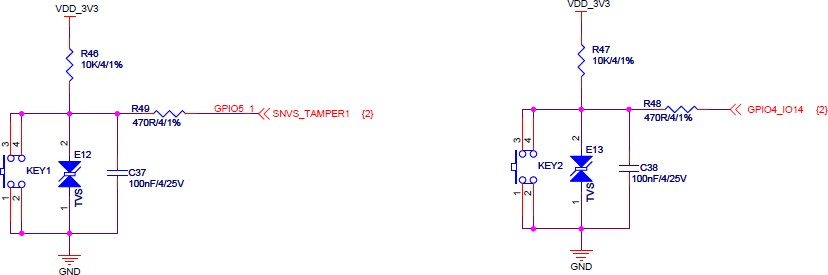 VDD_3V3
R46
10K/4/1%
R49
470R/4/1%
GPIO5_1
SNVS_TAMPER1 {2}
3
4
KEY1
1
2
2
E12
1
TVS
C37
100nF/4/25V
GND
VDD_3V3
R47
10K/4/1%
R48
470R/4/1%
GPIO4_IO14 {2}
3
4
KEY2
1
2
2
E13
1
TVS
C38
100nF/4/25V
GND